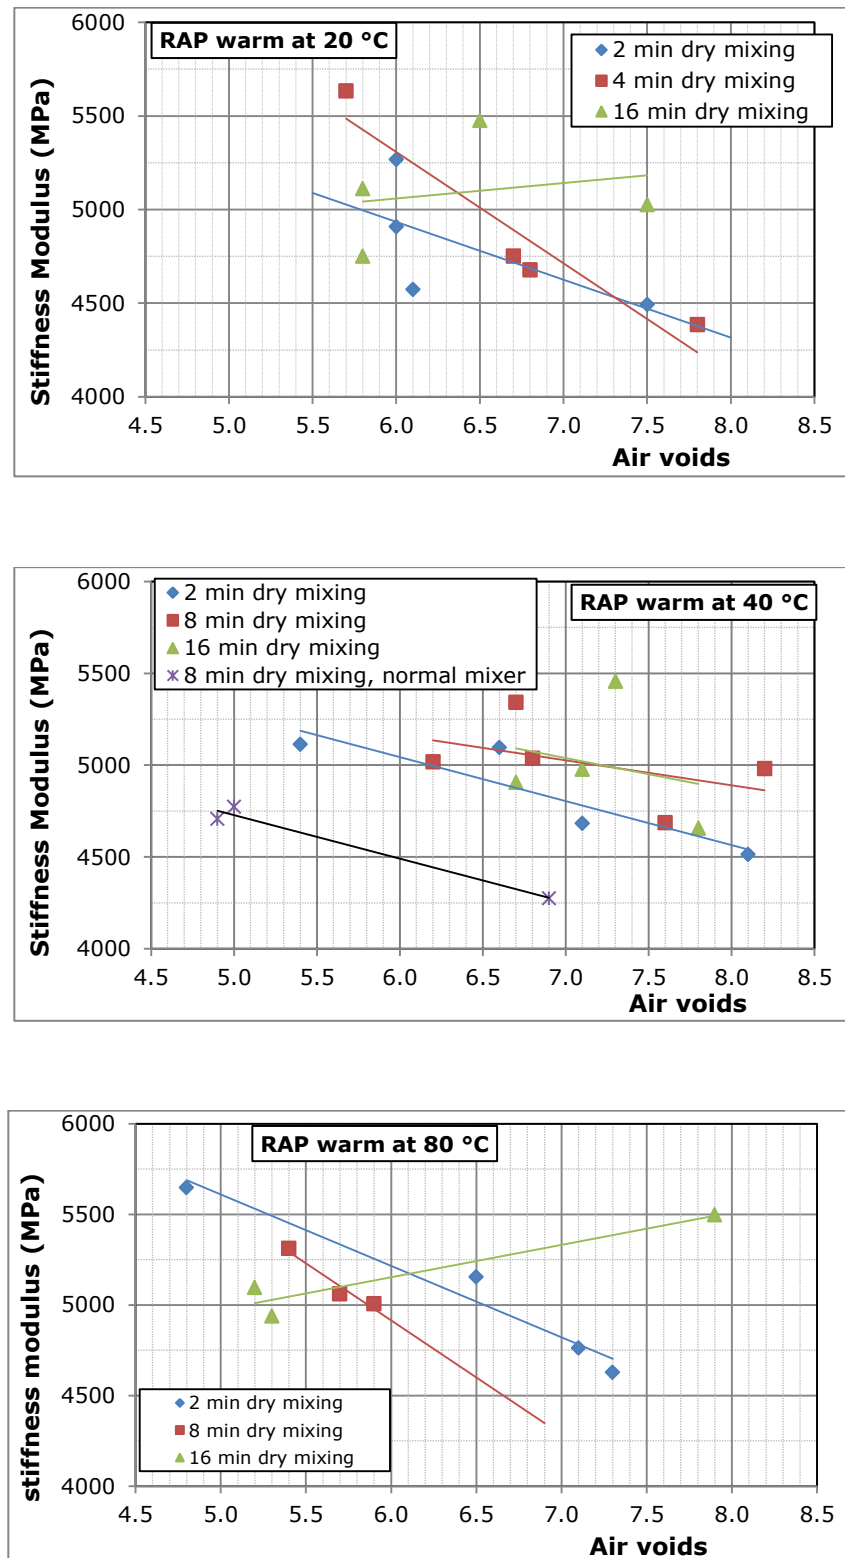 RAP warm at 20 °C
2 min dry mixing
4 min dry mixing
16 min dry mixing
Stiffness Modulus (MPa)
6000
5500
5000
4500
4000
4.5 5.0 5.5 6.0 6.5 7.0 7.5 8.0 8.5
Air voids
2 min dry mixing
8 min dry mixing
16 min dry mixing
8 min dry mixing, normal mixer
RAP warm at 40 °C
Stiffness Modulus (MPa)
6000
5500
5000
4500
4000
4.5 5.0 5.5 6.0 6.5 7.0 7.5 8.0 8.5
Air voids
RAP warm at 80 °C
stiffness modulus (MPa)
6000
5500
5000
4500
4000
2 min dry mixing
8 min dry mixing
16 min dry mixing
4.5 5.0 5.5 6.0 6.5 7.0 7.5 8.0 8.5
Air voids